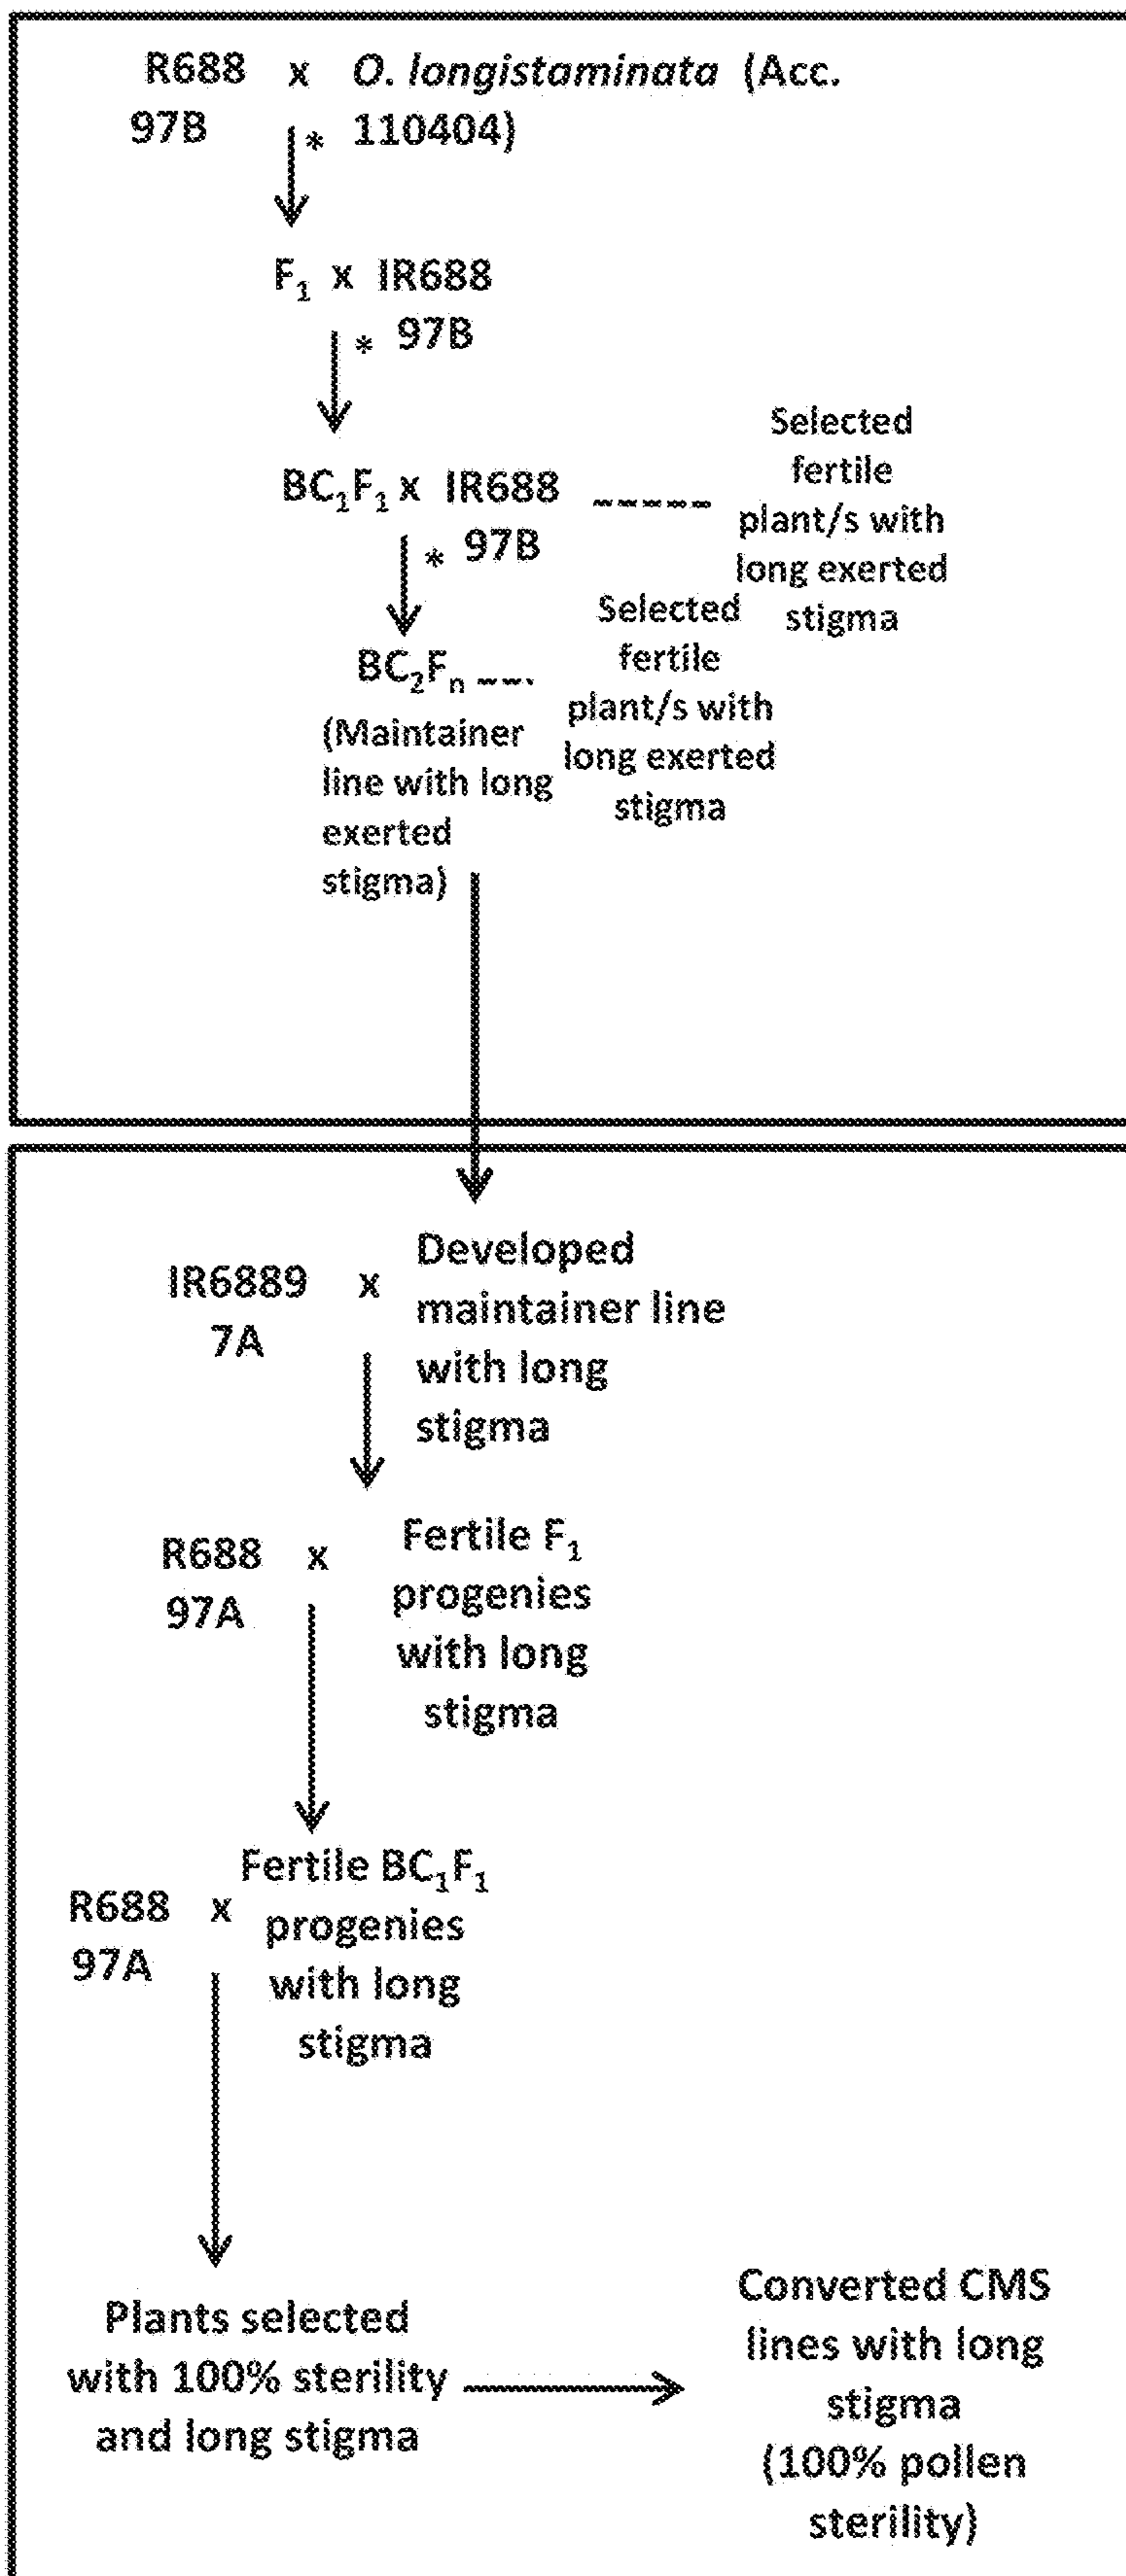 R688 x O. longistaminata (Acc.
97B * 110404)
F₁ x IR688
* 97B
BC₁F₁ x IR688 -----
* 97B
Selected
fertile
plant/s with
long exerted
stigma
BC₂Fₙ ---
(Maintainer
line with long
exerted
stigma)
Selected
fertile
plant/s with
long exerted
stigma
IR6889 x
7A
Developed
maintainer line
with long
stigma
R688 x
97A
Fertile F₁
progenies
with long
stigma
R688 x
97A
Fertile BC₁F₁
progenies
with long
stigma
Plants selected
with 100% sterility
and long stigma
Converted CMS
lines with long
stigma
(100% pollen
sterility)